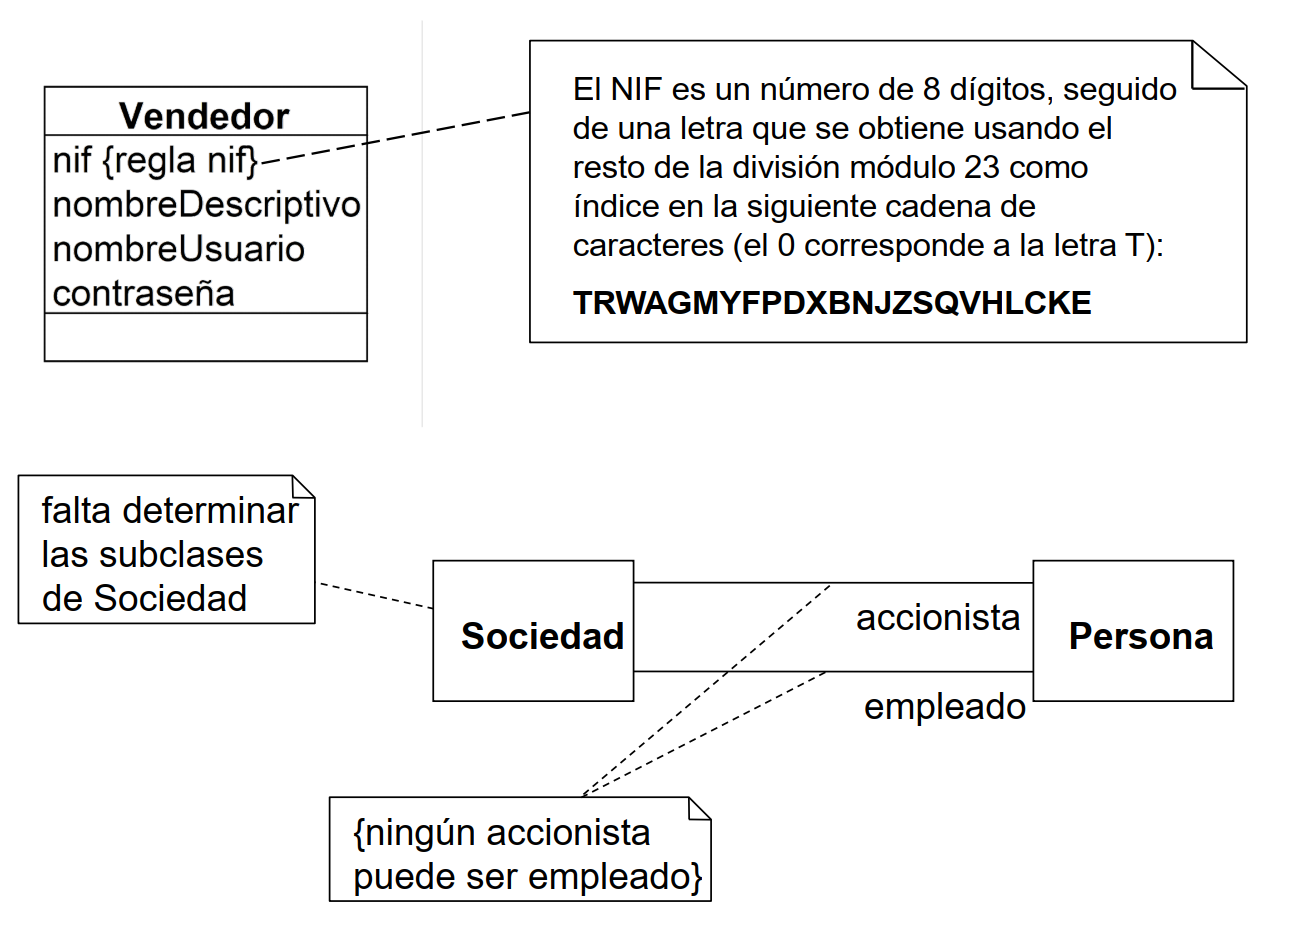 Vendedor
nif {regla nif}
nombreDescriptivo
nombreUsuario
contraseña
El NIF es un número de 8 dígitos, seguido
de una letra que se obtiene usando el
resto de la división módulo 23 como
índice en la siguiente cadena de
caracteres (el 0 corresponde a la letra T):
TRWAGMYFPDXBNJZSQVHLCKE
falta determinar
las subclases
de Sociedad
Sociedad
accionista
empleado
Persona
{ningún accionista
puede ser empleado}